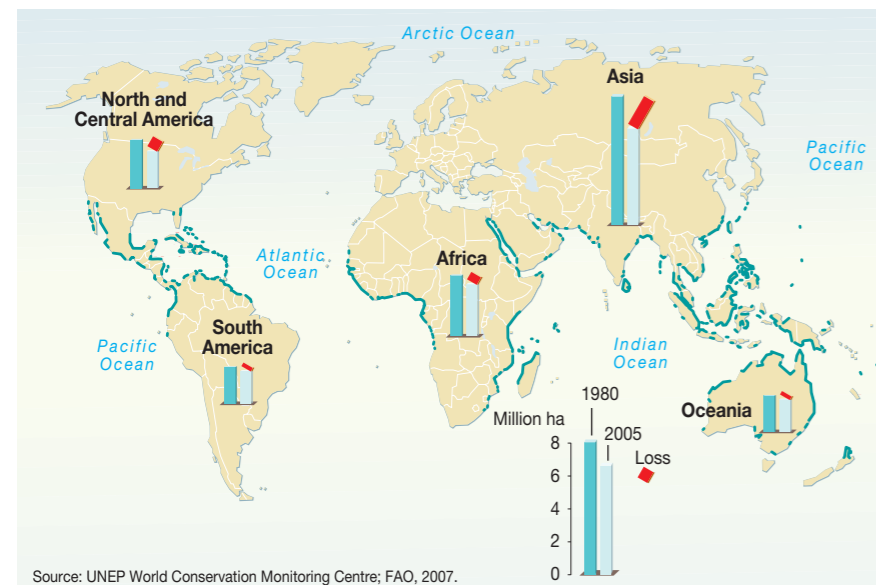 Arctic Ocean
Asia
North and
Central America
Pacific
Ocean
Atlantic
Ocean
Africa
South
America
Pacific
Ocean
Indian
Ocean
Oceania
1980
Million ha
2005
Loss
8
6
4
2
0
Source: UNEP World Conservation Monitoring Centre; FAO, 2007.